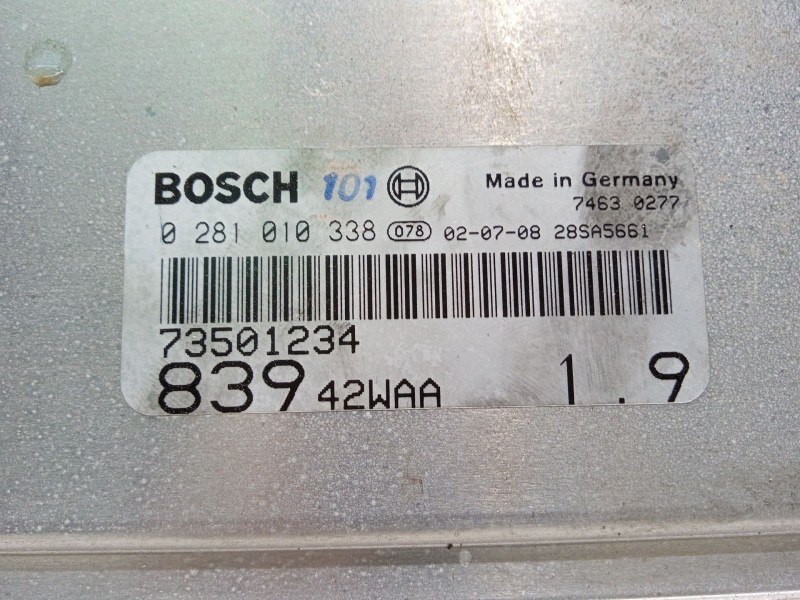 BOSCH 101 Made in Germany
7463 0277
0 281 010 338 078 02-07-08 28SA5661
73501234
839 42WAA 1.9